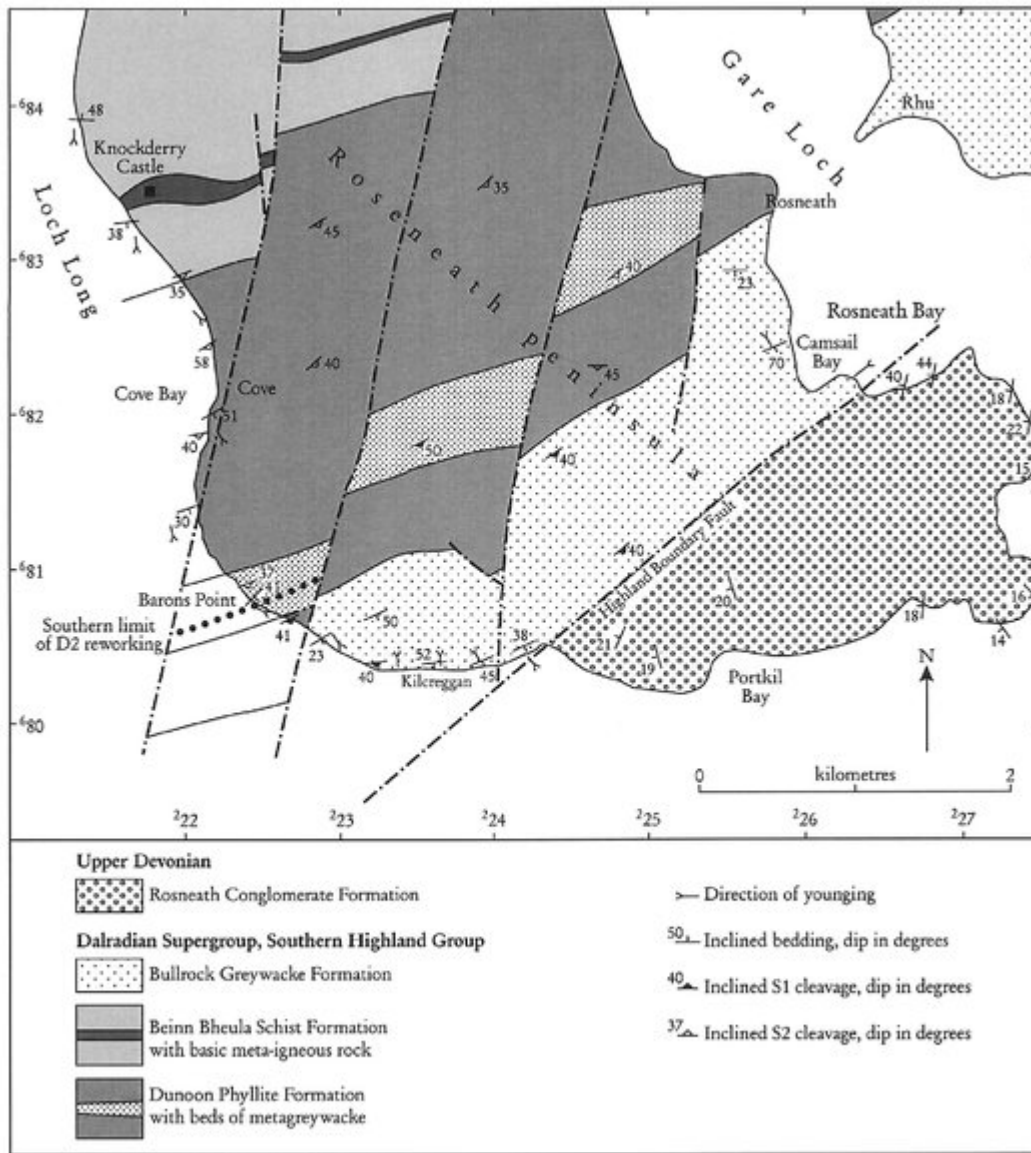 Gare Loch
Rhu
⁶84
48
Knockderry
Castle
Loch Long
38
Roseneath peninsula
35
45
40
Rosneath
⁶83
35
23
Rosneath Bay
58
40
45
70
Camsail
Bay
Cove Bay
Cove
51
⁶82
40
50
40
40
44
18
22
15
30
⁶81
40
Highland Boundary Fault
37
41
Barons Point
Southern limit
of D2 reworking
41
23
50
40
52
Kilcreggan
45
38
21
19
20
18
16
14
Portkil
Bay
N
⁶80
0
kilometres
2
²22
²23
²24
²25
²26
²27
Upper Devonian
Rosneath Conglomerate Formation
Dalradian Supergroup, Southern Highland Group
Bullrock Greywacke Formation
Beinn Bheula Schist Formation
with basic meta-igneous rock
Dunoon Phyllite Formation
with beds of metagreywacke
Direction of younging
50 Inclined bedding, dip in degrees
40 Inclined S1 cleavage, dip in degrees
37 Inclined S2 cleavage, dip in degrees